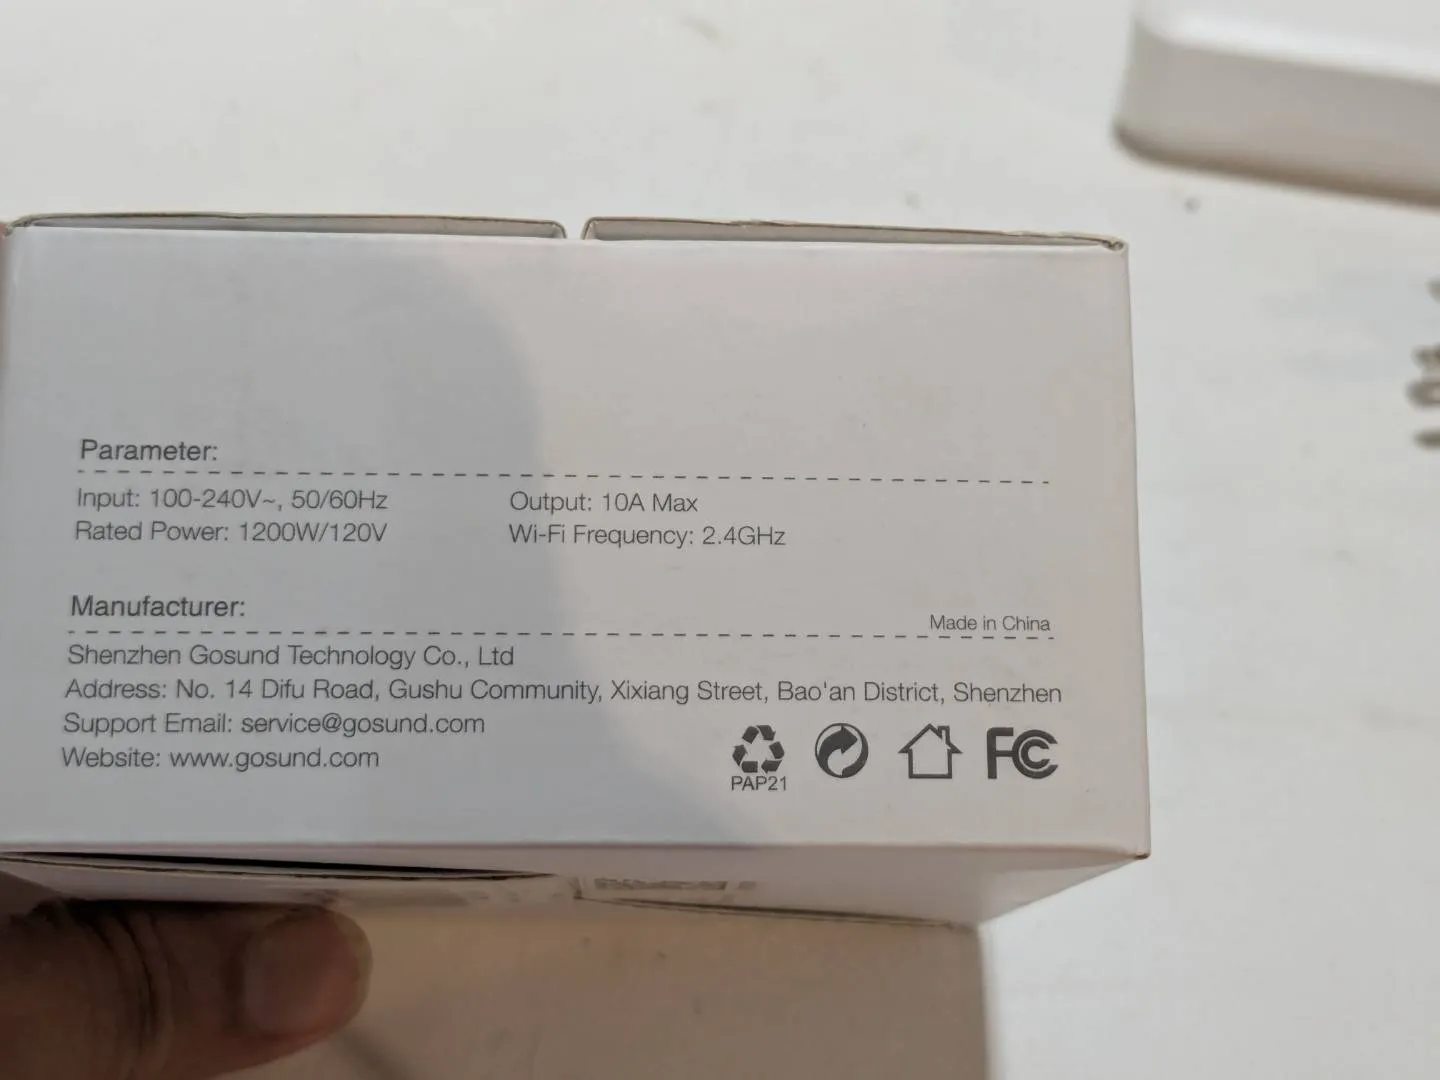 Parameter:
Input: 100-240V~, 50/60Hz
Output: 10A Max
Rated Power: 1200W/120V
Wi-Fi Frequency: 2.4GHz
Manufacturer:
Made in China
Shenzhen Gosund Technology Co., Ltd
Address: No. 14 Difu Road, Gushu Community, Xixiang Street, Bao'an District, Shenzhen
Support Email: service@gosund.com
Website: www.gosund.com
PAP21
FC